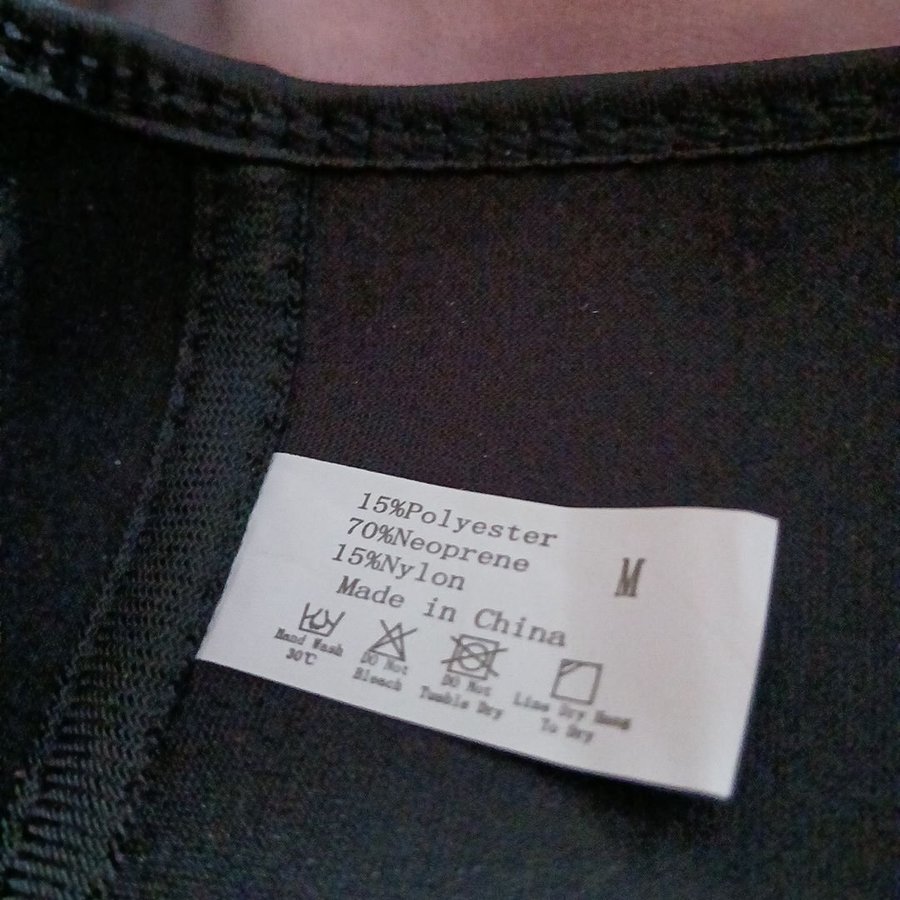 15%Polyester
70%Neoprene
15%Nylon
Made in China
M
Hand Wash
30℃
DO Not
Bleach
DO Not
Tumble Dry
Line Dry
To Dry